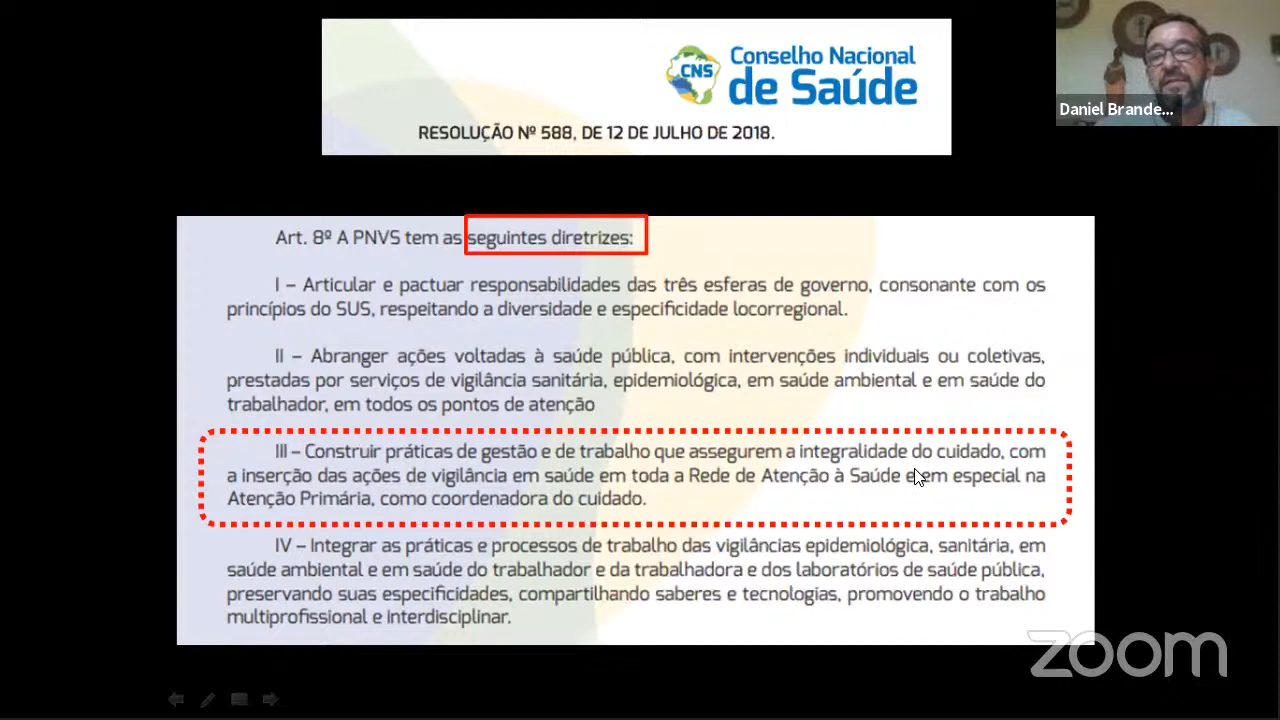 CNS
Conselho Nacional
de Saúde
RESOLUÇÃO Nº 588, DE 12 DE JULHO DE 2018.
Daniel Brande...
Art. 8º A PNVS tem as seguintes diretrizes:
I – Articular e pactuar responsabilidades das três esferas de governo, consonante com os
princípios do SUS, respeitando a diversidade e especificidade locorregional.
II – Abranger ações voltadas à saúde pública, com intervenções individuais ou coletivas,
prestadas por serviços de vigilância sanitária, epidemiológica, em saúde ambiental e em saúde do
trabalhador, em todos os pontos de atenção
III – Construir práticas de gestão e de trabalho que assegurem a integralidade do cuidado, com
a inserção das ações de vigilância em saúde em toda a Rede de Atenção à Saúde e em especial na
Atenção Primária, como coordenadora do cuidado.
IV – Integrar as práticas e processos de trabalho das vigilâncias epidemiológica, sanitária, em
saúde ambiental e em saúde do trabalhador e da trabalhadora e dos laboratórios de saúde pública,
preservando suas especificidades, compartilhando saberes e tecnologias, promovendo o trabalho
multiprofissional e interdisciplinar.
zoom